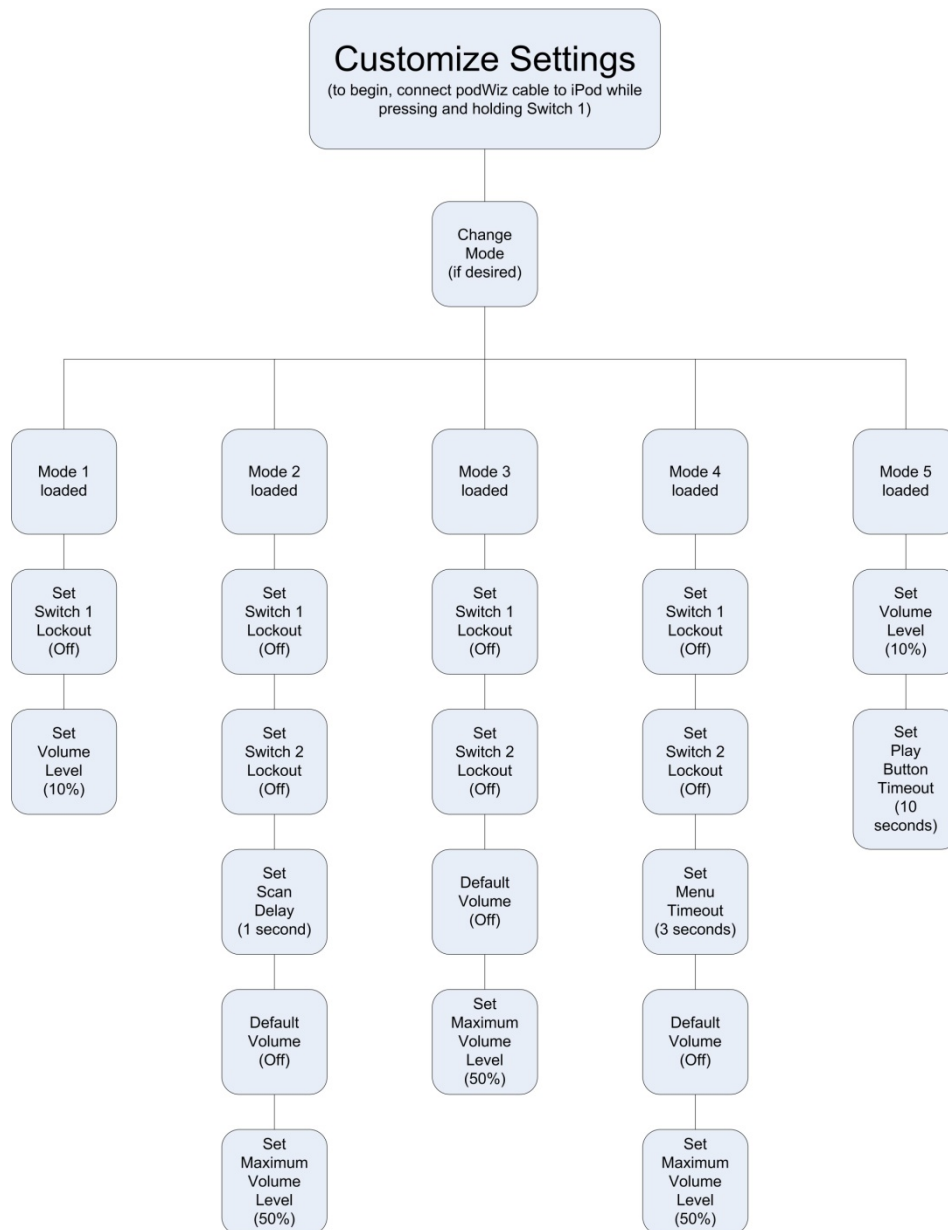 Customize Settings
(to begin, connect podWiz cable to iPod while
pressing and holding Switch 1)
Change
Mode
(if desired)
Mode 1
loaded
Mode 2
loaded
Mode 3
loaded
Mode 4
loaded
Mode 5
loaded
Set
Switch 1
Lockout
(Off)
Set
Switch 1
Lockout
(Off)
Set
Switch 1
Lockout
(Off)
Set
Switch 1
Lockout
(Off)
Set
Volume
Level
(10%)
Set
Volume
Level
(10%)
Set
Switch 2
Lockout
(Off)
Set
Switch 2
Lockout
(Off)
Set
Switch 2
Lockout
(Off)
Set
Play
Button
Timeout
(10
seconds)
Set
Scan
Delay
(1 second)
Default
Volume
(Off)
Set
Menu
Timeout
(3 seconds)
Default
Volume
(Off)
Set
Maximum
Volume
Level
(50%)
Default
Volume
(Off)
Set
Maximum
Volume
Level
(50%)
Set
Maximum
Volume
Level
(50%)